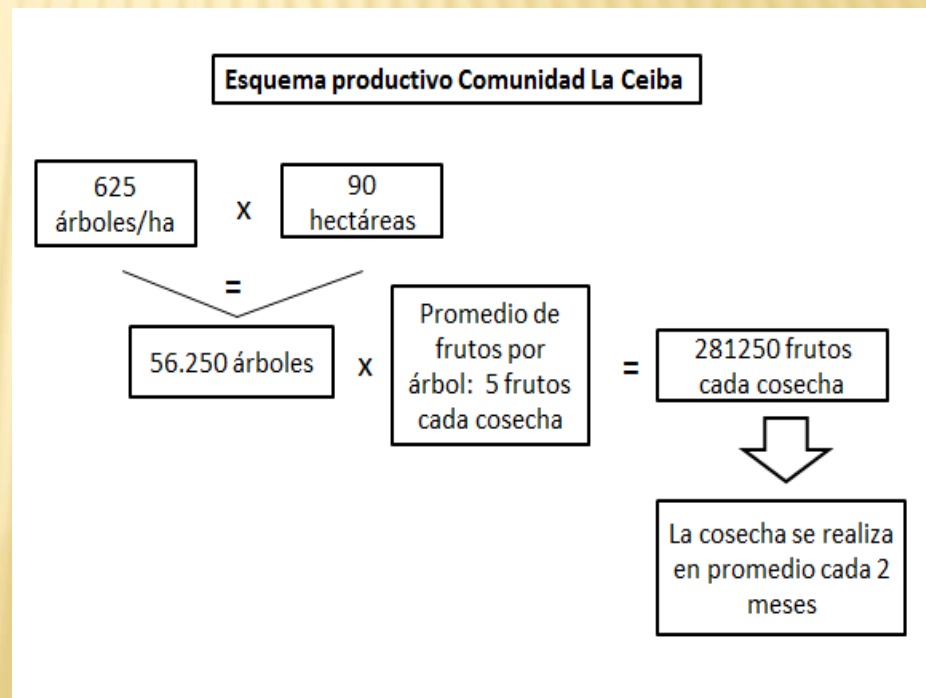 Esquema productivo Comunidad La Ceiba
625
árboles/ha
X
90
hectáreas
=
56.250 árboles
X
Promedio de
frutos por
árbol: 5 frutos
cada cosecha
=
281250 frutos
cada cosecha
La cosecha se realiza
en promedio cada 2
meses